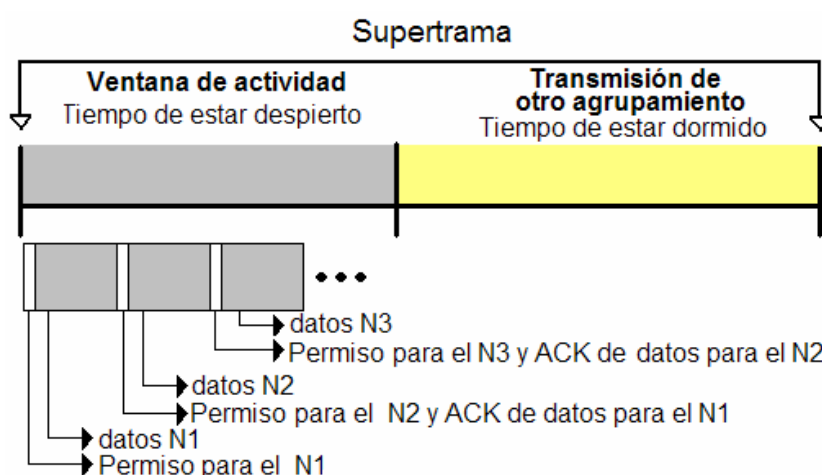 Supertrama
Ventana de actividad
Tiempo de estar despierto
Transmisión de
otro agrupamiento
Tiempo de estar dormido
datos N3
Permiso para el N3 y ACK de datos para el N2
datos N2
Permiso para el N2 y ACK de datos para el N1
datos N1
Permiso para el N1